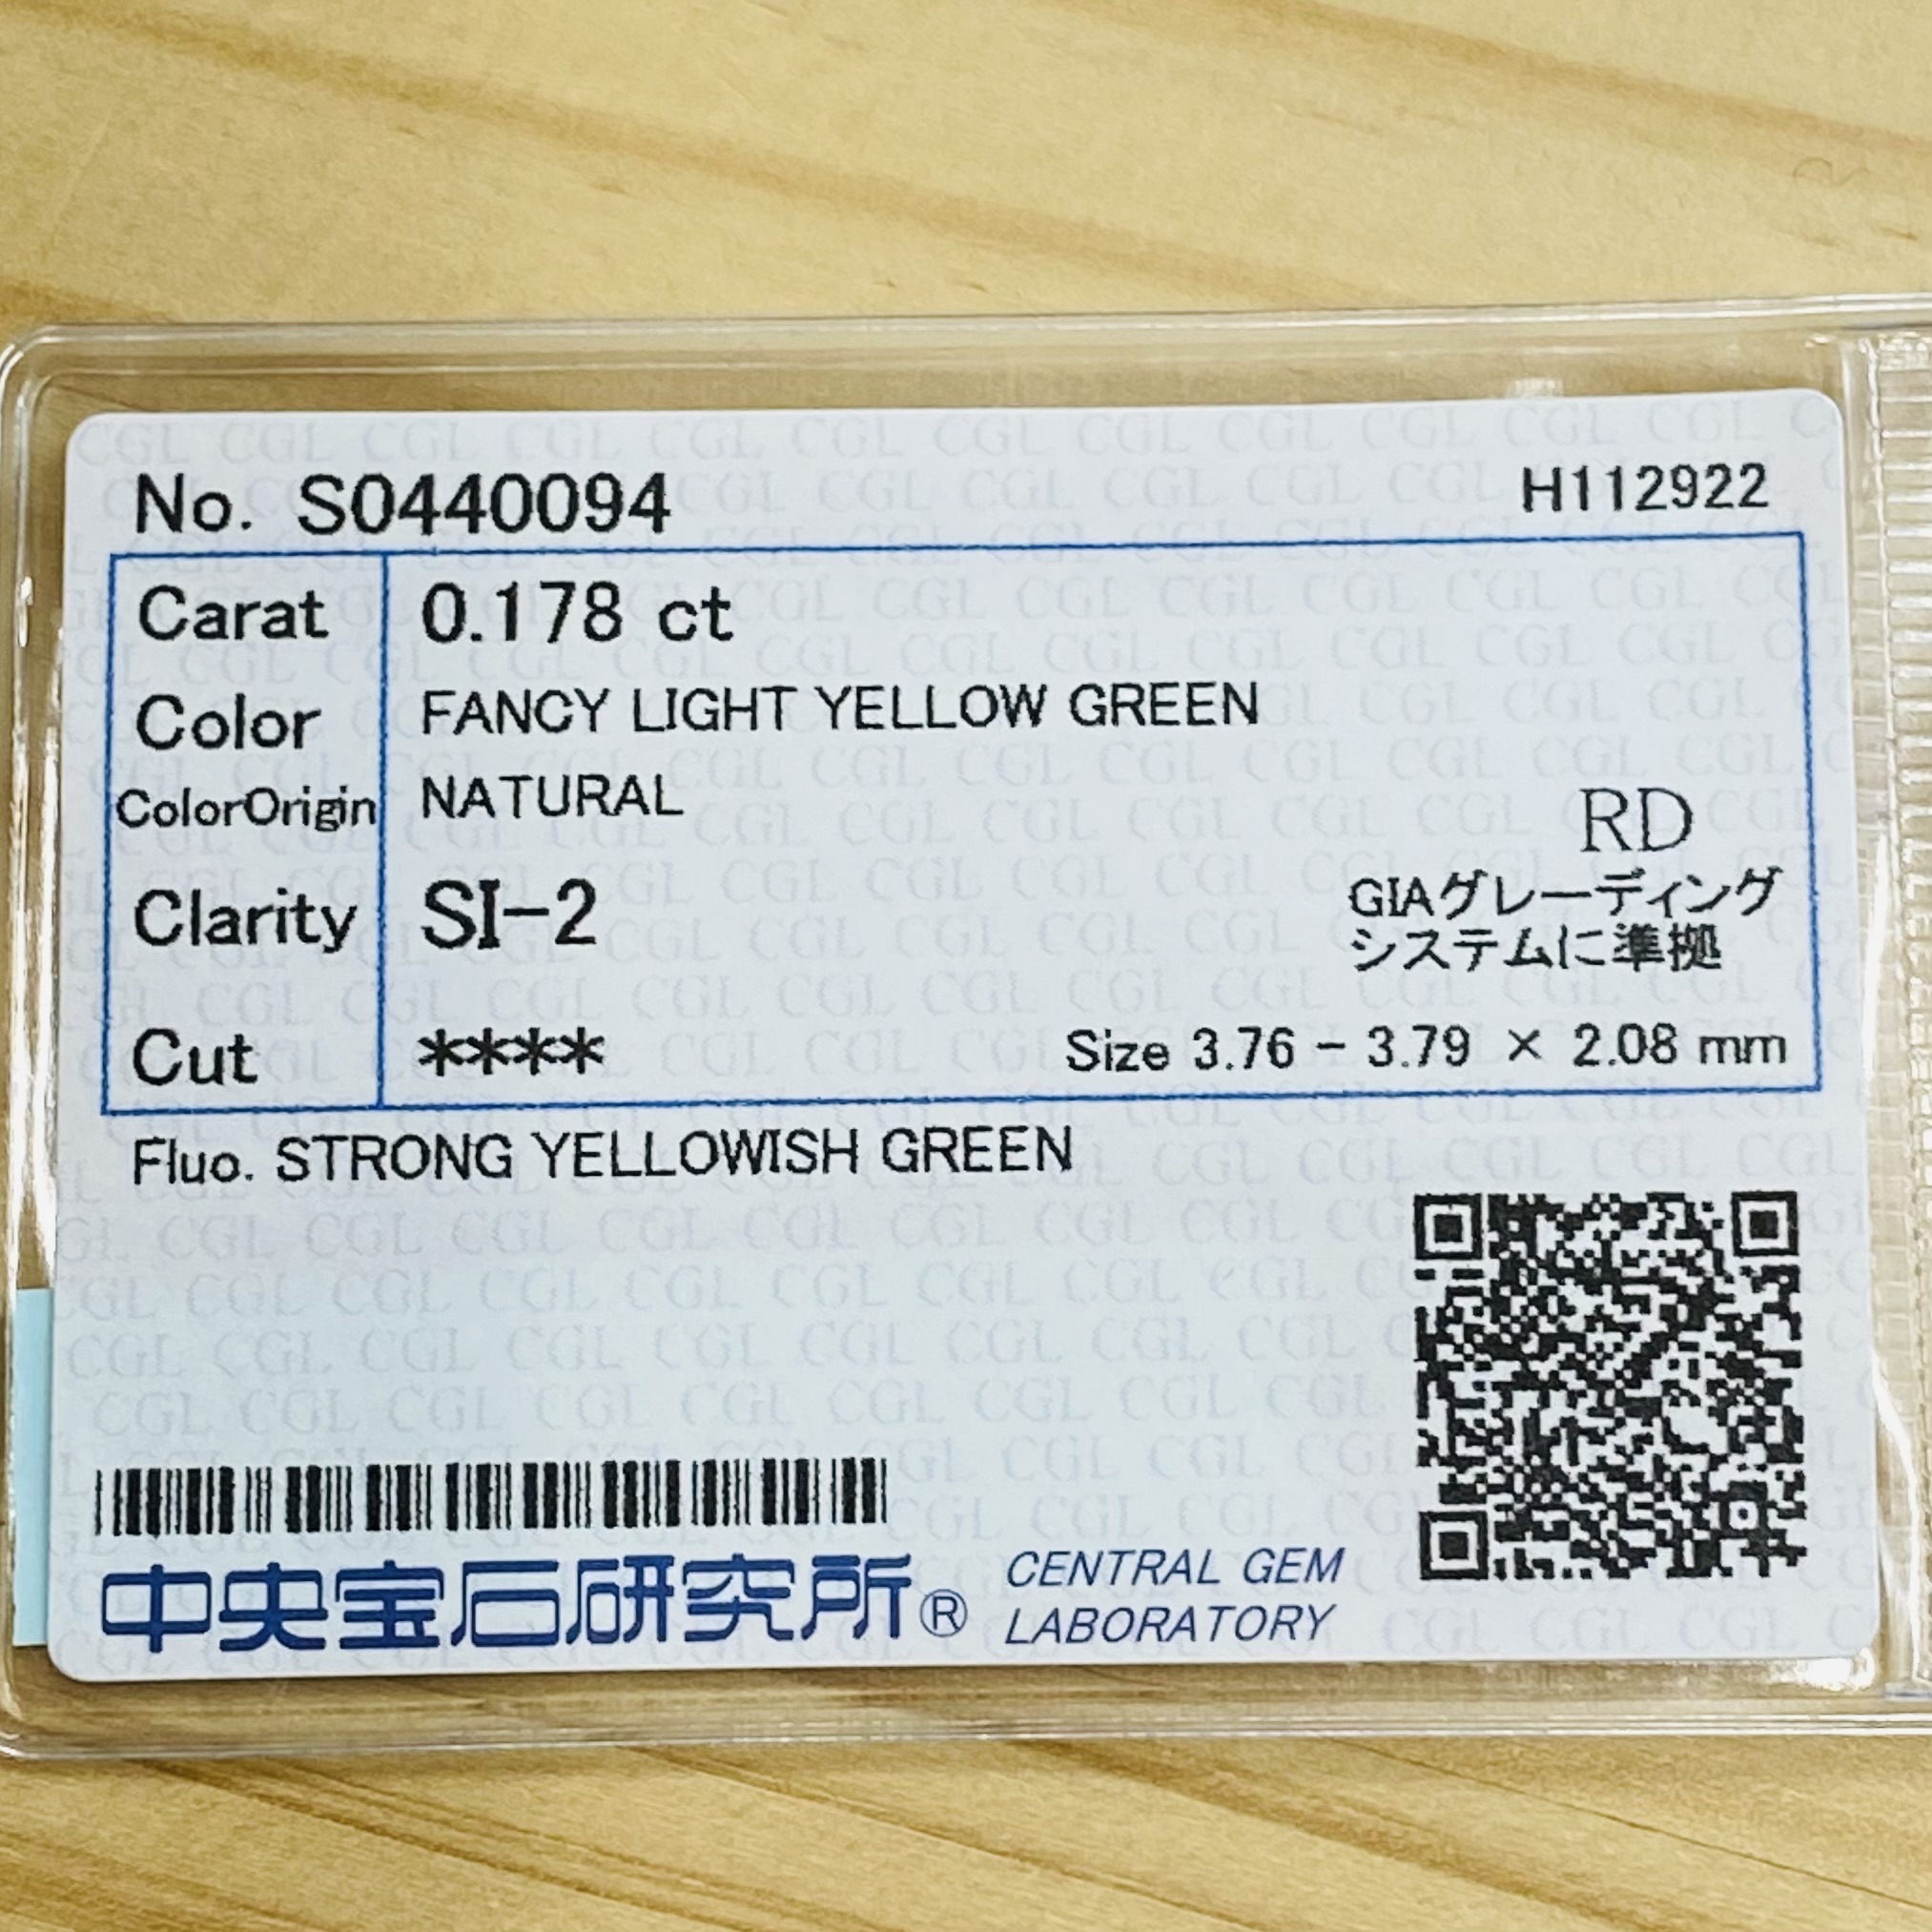 No. S0440094 H112922
Carat 0.178 ct
Color FANCY LIGHT YELLOW GREEN
ColorOrigin NATURAL
RD
Clarity SI-2
GIAグレーディング
システムに準拠
Cut **** Size 3.76 - 3.79 × 2.08 mm
Fluo. STRONG YELLOWISH GREEN
中央宝石研究所® CENTRAL GEM
LABORATORY